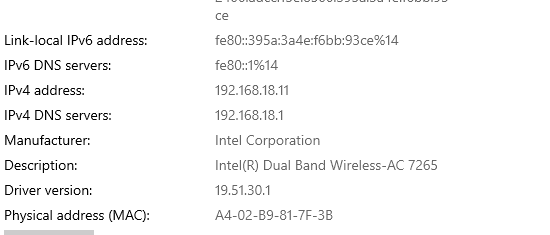 ce
Link-local IPv6 address: fe80::395a:3a4e:f6bb:93ce%14
IPv6 DNS servers: fe80::1%14
IPv4 address: 192.168.18.11
IPv4 DNS servers: 192.168.18.1
Manufacturer: Intel Corporation
Description: Intel(R) Dual Band Wireless-AC 7265
Driver version: 19.51.30.1
Physical address (MAC): A4-02-B9-81-7F-3B